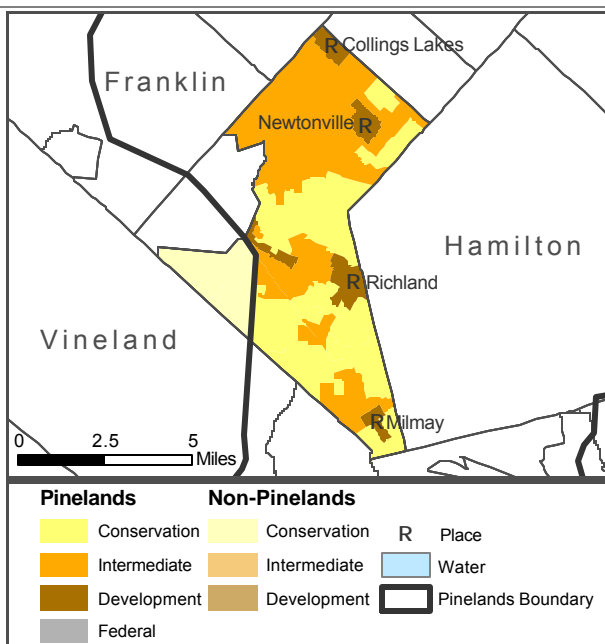 R Collings Lakes
Franklin
Newtonville R
Hamilton
R Richland
Vineland
R Milmay
0 2.5 5
Miles
Pinelands Non-Pinelands
Conservation Conservation R Place
Intermediate Intermediate Water
Development Development Pinelands Boundary
Federal